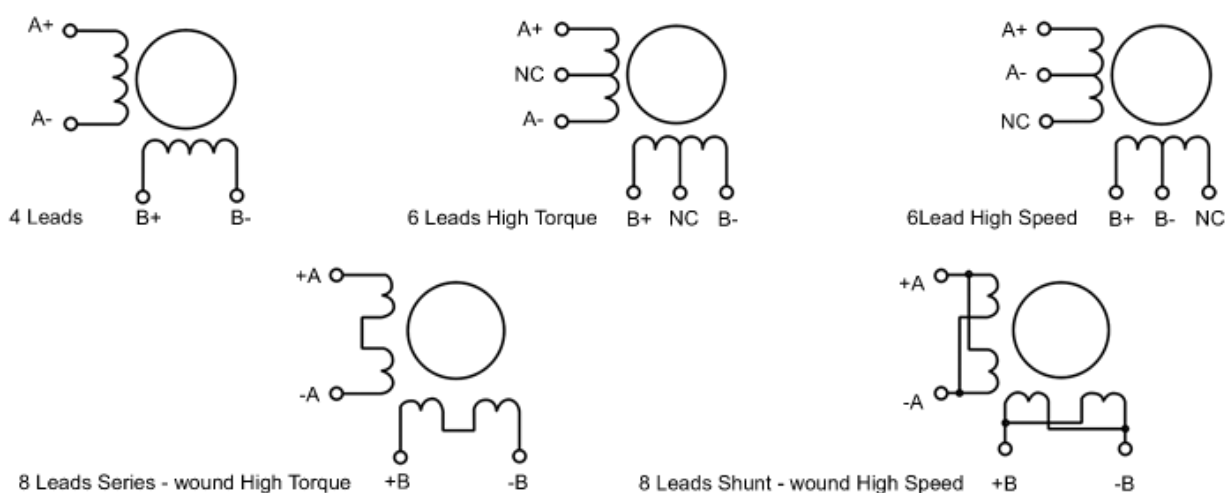 A+
A-
4 Leads
B+
B-
A+
NC
A-
6 Leads High Torque
B+
NC
B-
A+
A-
NC
6Lead High Speed
B+
B-
NC
+A
-A
8 Leads Series - wound High Torque
+B
-B
+A
-A
8 Leads Shunt - wound High Speed
+B
-B